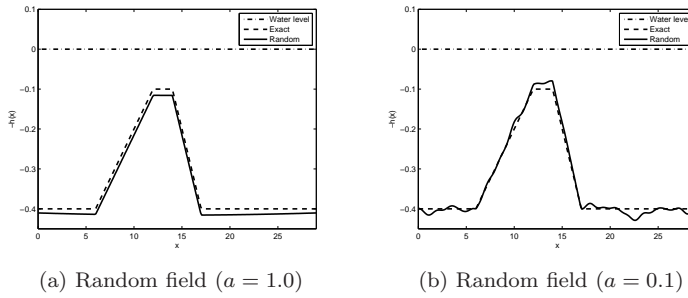 0.1
0
−0.1
−0.2
−0.3
−0.4
−h(x)
0
5
10
15
20
25
x
Water level
Exact
Random
(a) Random field (a = 1.0)
0.1
0
−0.1
−0.2
−0.3
−0.4
−h(x)
0
5
10
15
20
25
x
Water level
Exact
Random
(b) Random field (a = 0.1)